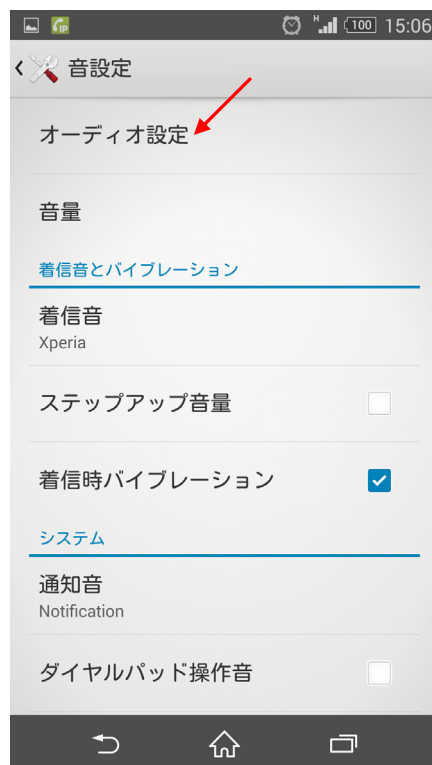 IP
H
100
15:06
音設定
オーディオ設定
音量
着信音とバイブレーション
着信音
Xperia
ステップアップ音量
着信時バイブレーション
システム
通知音
Notification
ダイヤルパッド操作音